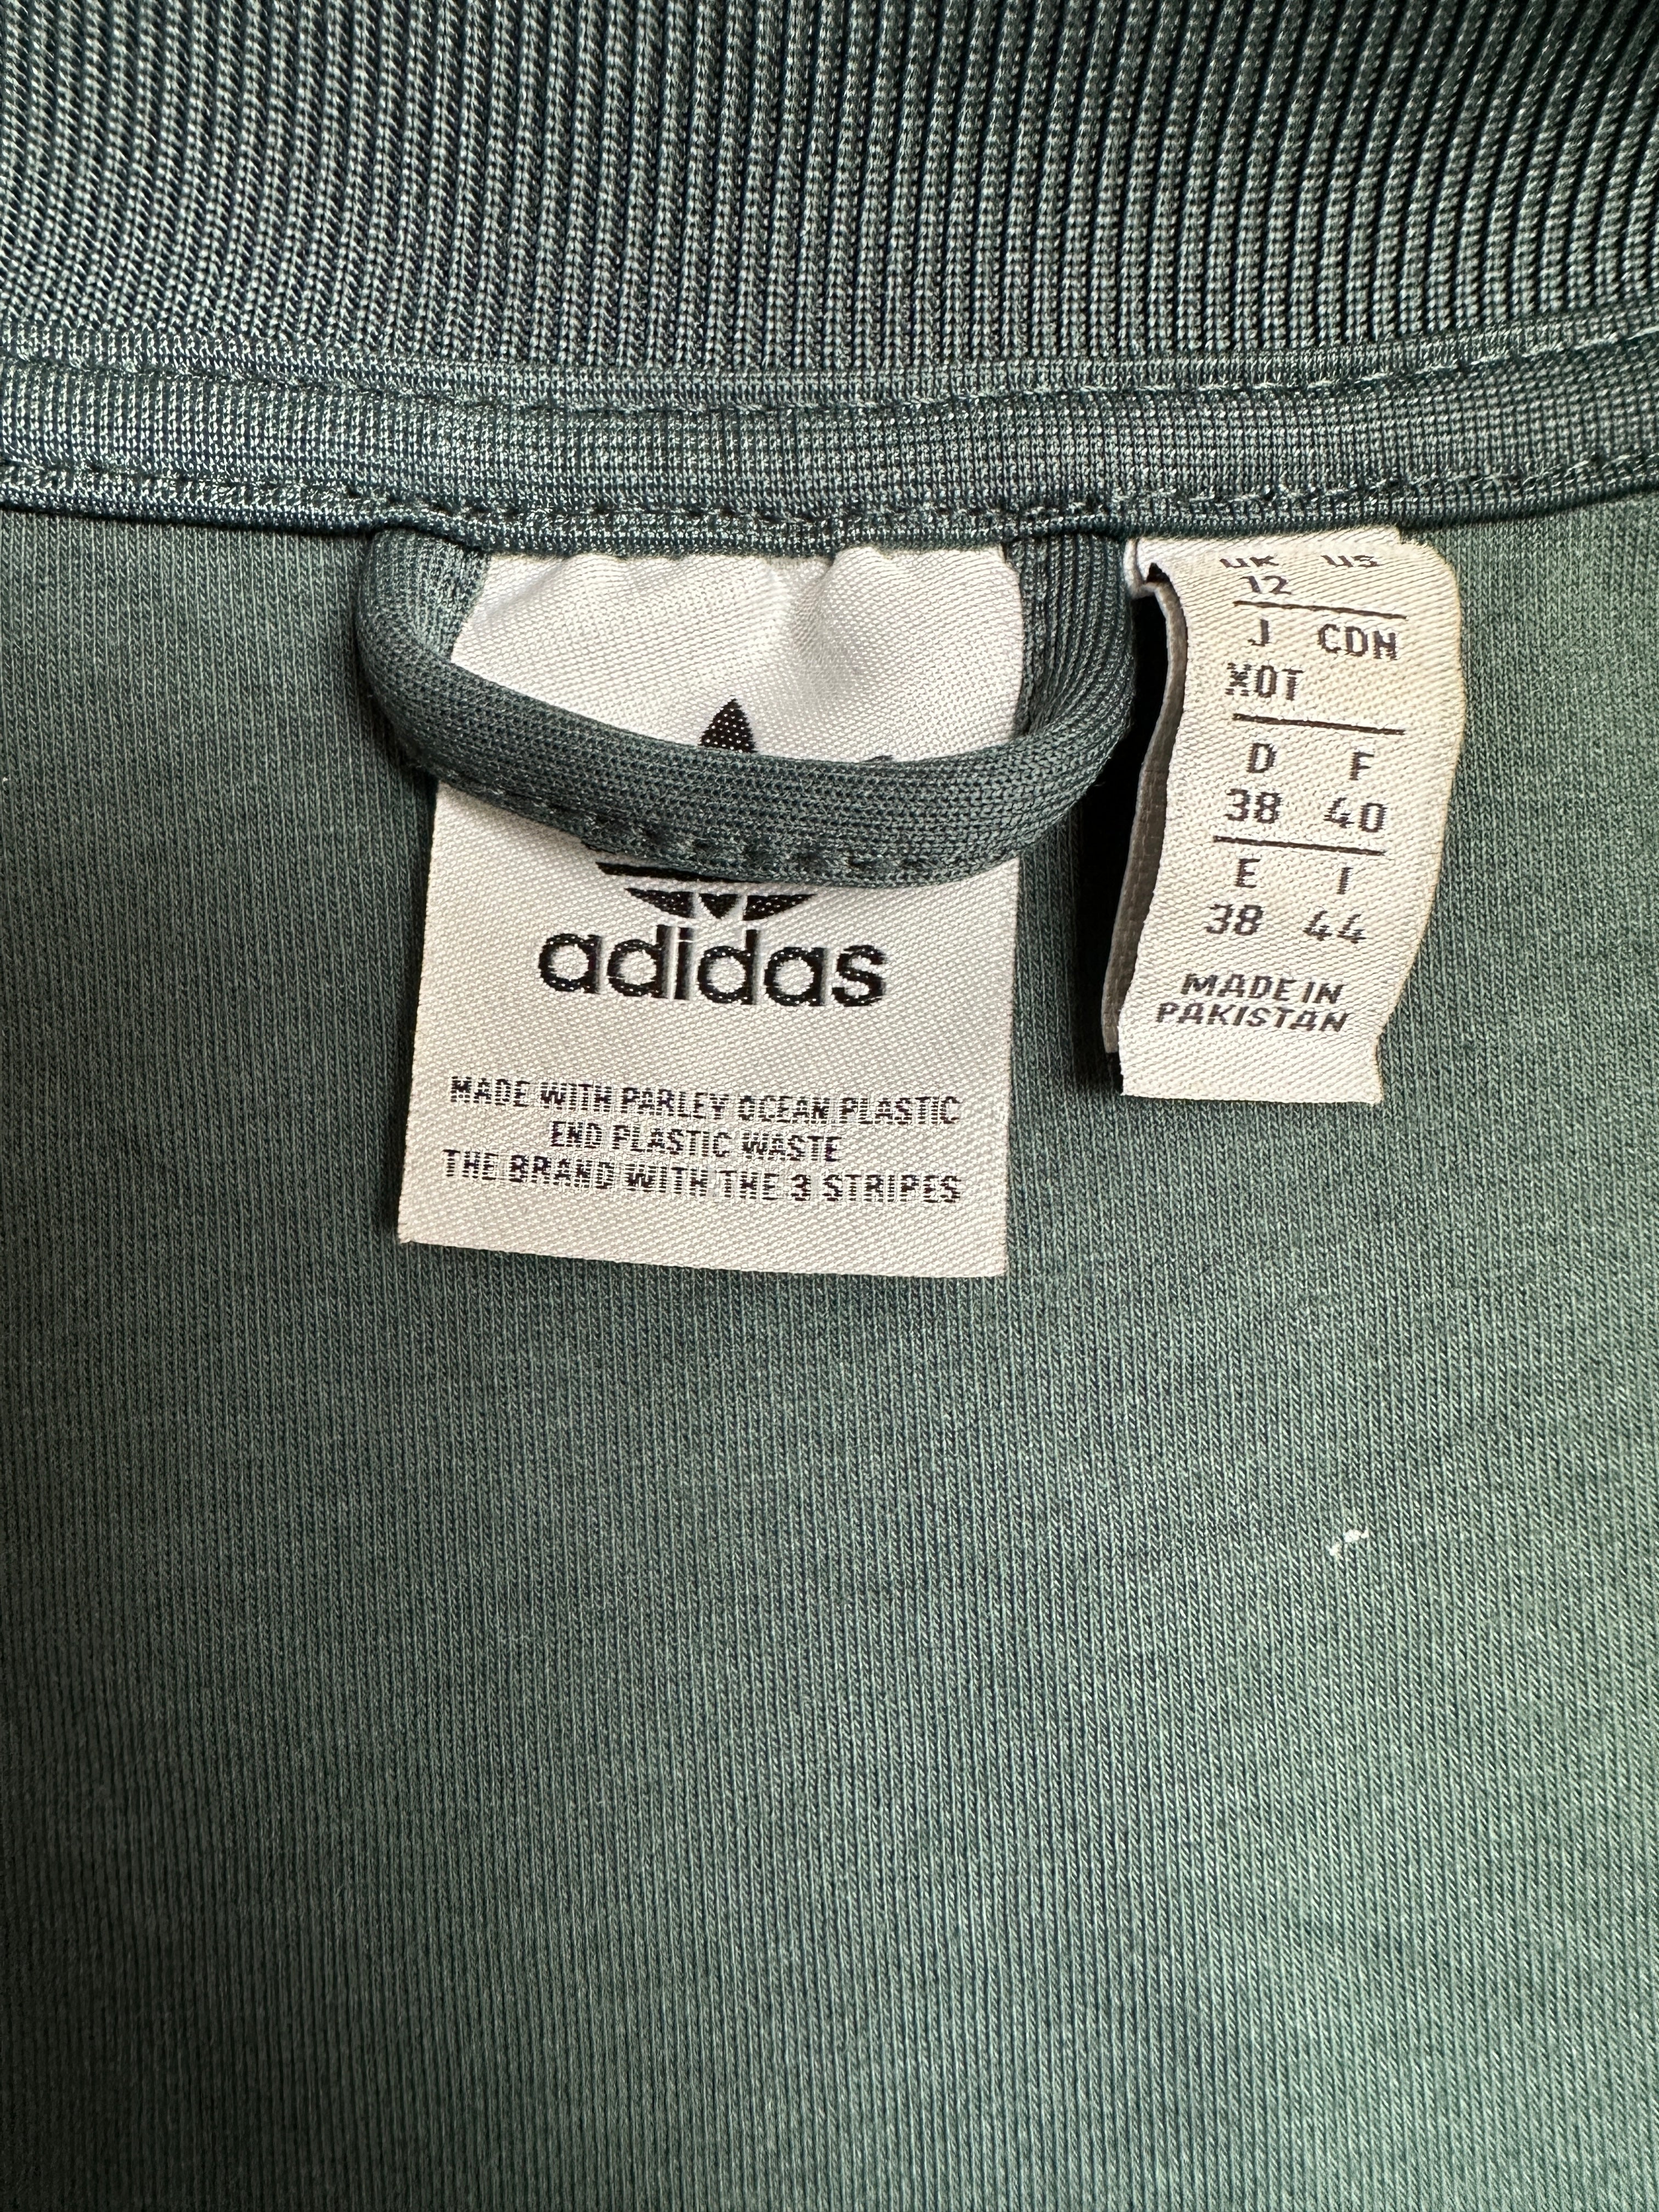 adidas
MADE WITH PARLEY OCEAN PLASTIC
END PLASTIC WASTE
THE BRAND WITH THE 3 STRIPES
UK US
12
J CDN
XOT
D F
38 40
E I
38 44
MADE IN
PAKISTAN